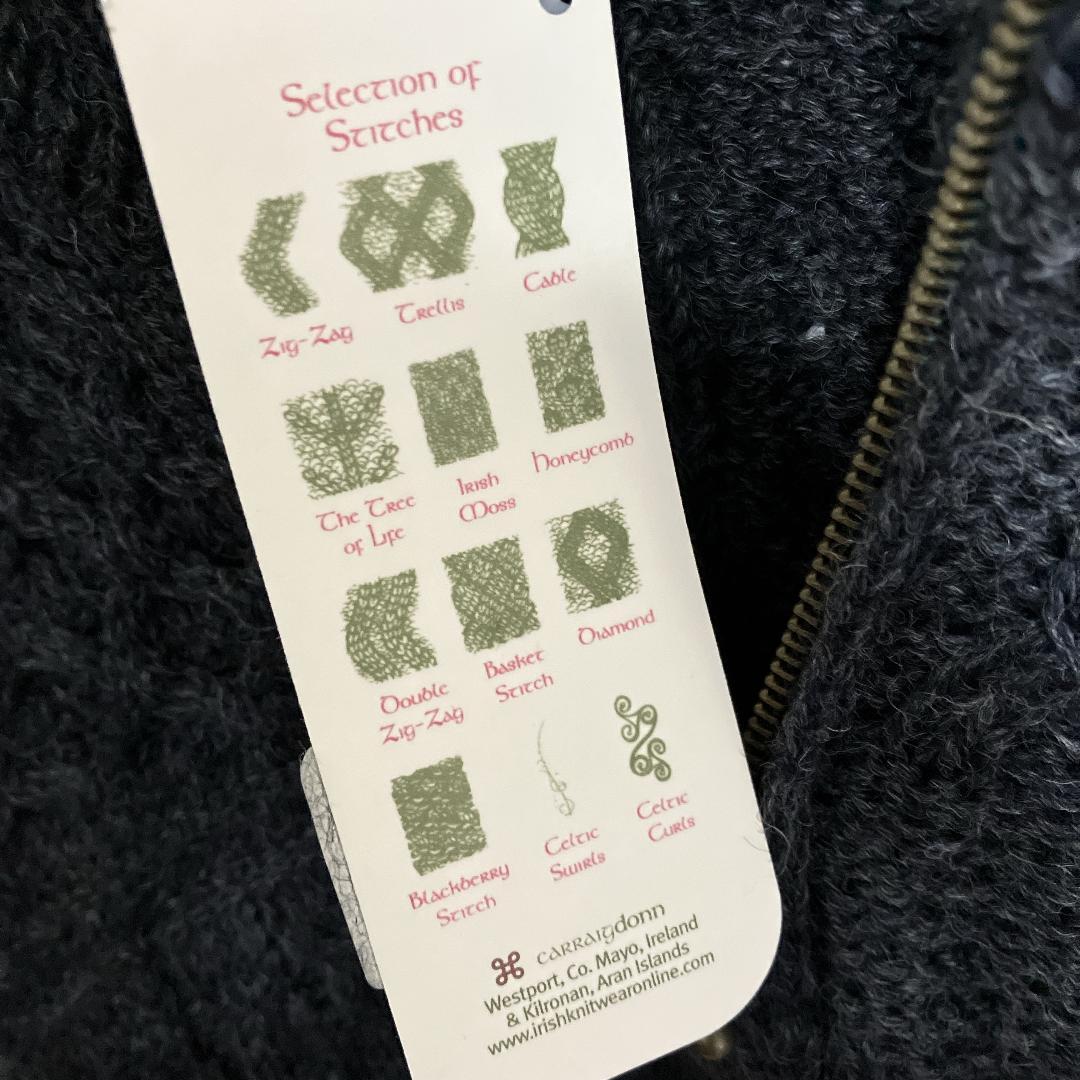 Selection of
Stitches
Zig-Zag
Trellis
Cable
The Tree
of Life
Irish
Moss
Honeycomb
Double
Zig-Zag
Basket
Stitch
Diamond
Blackberry
Stitch
Celtic
Swirls
Celtic
Curls
carraigdonn
Westport, Co. Mayo, Ireland
& Kilronan, Aran Islands
www.irishknitwearonline.com